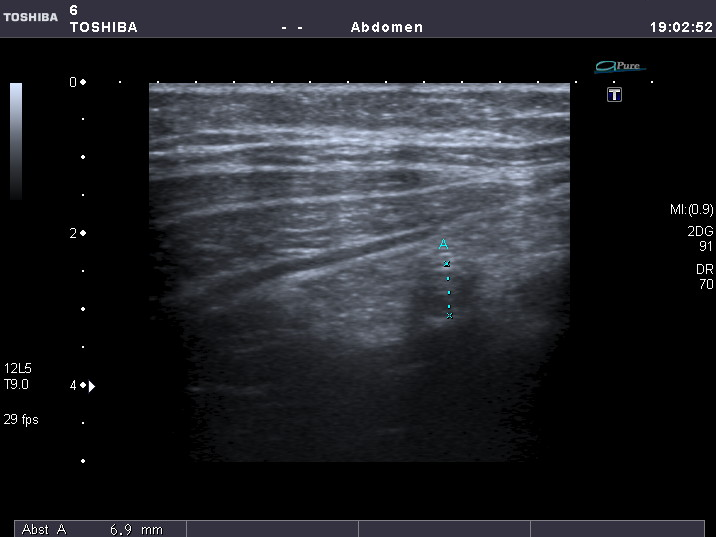 TOSHIBA
6
TOSHIBA
- -
Abdomen
19:02:52
Pure
T
0
2
4
A
MI:(0.9)
2DG
91
DR
70
12L5
T9.0
29 fps
Abst A 6.9 mm